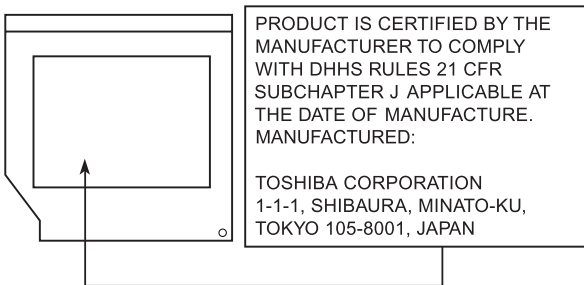 PRODUCT IS CERTIFIED BY THE
MANUFACTURER TO COMPLY
WITH DHHS RULES 21 CFR
SUBCHAPTER J APPLICABLE AT
THE DATE OF MANUFACTURE.
MANUFACTURED:
TOSHIBA CORPORATION
1-1-1, SHIBAURA, MINATO-KU,
TOKYO 105-8001, JAPAN